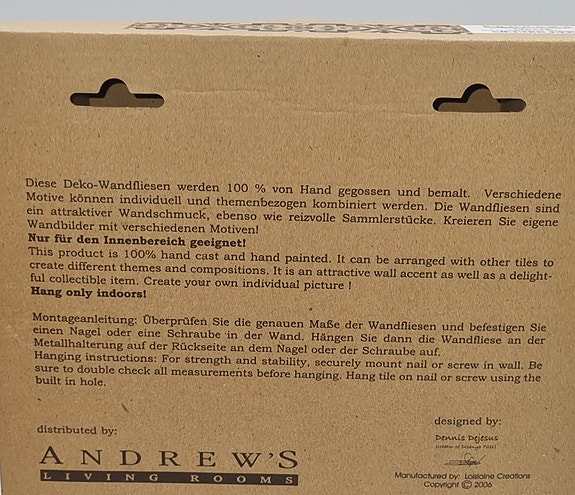 Diese Deko-Wandfliesen werden 100 % von Hand gegossen und bemalt. Verschiedene
Motive können individuell und themenbezogen kombiniert werden. Die Wandfliesen sind
ein attraktiver Wandschmuck, ebenso wie reizvolle Sammlerstücke. Kreieren Sie eigene
Wandbilder mit verschiedenen Motiven!
Nur für den Innenbereich geeignet!
This product is 100% hand cast and hand painted. It can be arranged with other tiles to
create different themes and compositions. It is an attractive wall accent as well as a delight-
ful collectible item. Create your own individual picture !
Hang only indoors!
Montageanleitung: Überprüfen Sie die genauen Maße der Wandfliesen und befestigen Sie
einen Nagel oder eine Schraube in der Wand. Hängen Sie dann die Wandfliese an der
Metallhalterung auf der Rückseite an dem Nagel oder der Schraube auf.
Hanging instructions: For strength and stability, securely mount nail or screw in wall. Be
sure to double check all measurements before hanging. Hang tile on nail or screw using the
built in hole.
distributed by:
ANDREW'S
LIVING ROOMS
designed by:
Dennis Dejesus
Manufactured by: Loislaine Creations
Copyright © 2006